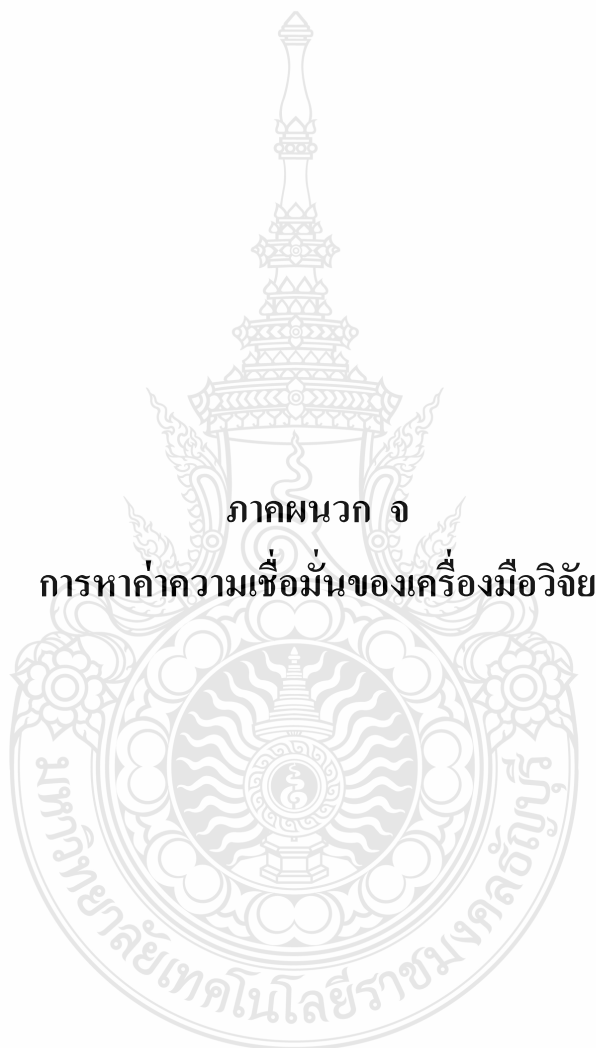 ภาคผนวก จ
การหาค่าความเชื่อมั่นของเครื่องมือวิจัย
มหาวิทยาลัยเทคโนโลยีราชมงคลธัญบุรี